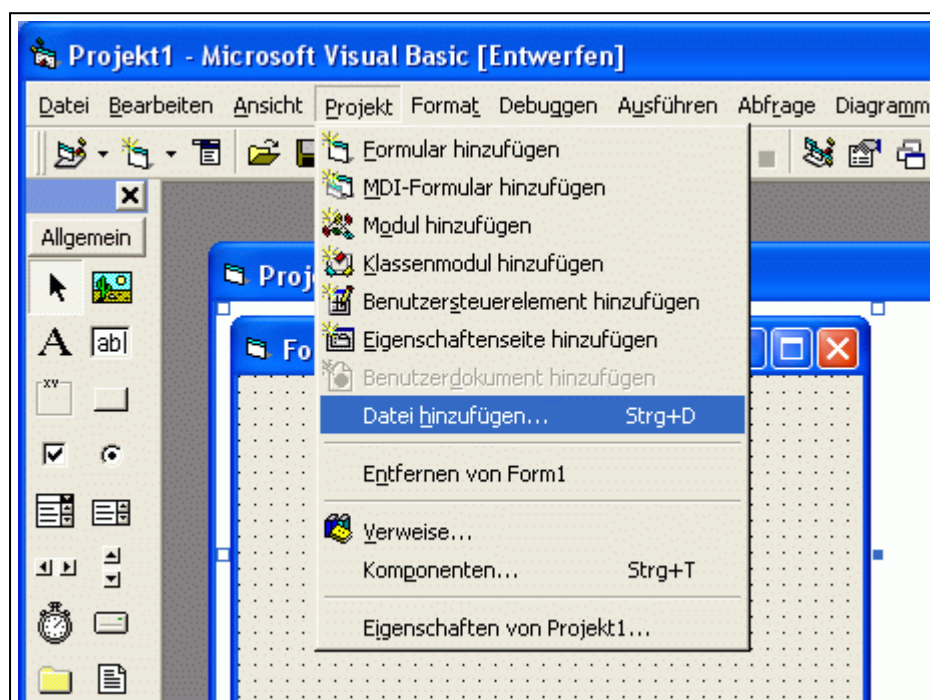 Projekt1 - Microsoft Visual Basic [Entwerfen]
Datei Bearbeiten Ansicht Projekt Format Debuggen Ausführen Abfrage Diagramm
Allgemein
Formular hinzufügen
MDI-Formular hinzufügen
Modul hinzufügen
Klassenmodul hinzufügen
Benutzersteuerelement hinzufügen
Eigenschaftenseite hinzufügen
Benutzerdokument hinzufügen
Datei hinzufügen... Strg+D
Entfernen von Form1
Verweise...
Komponenten... Strg+T
Eigenschaften von Projekt1...
Proj
Fo
A
ab|
XY